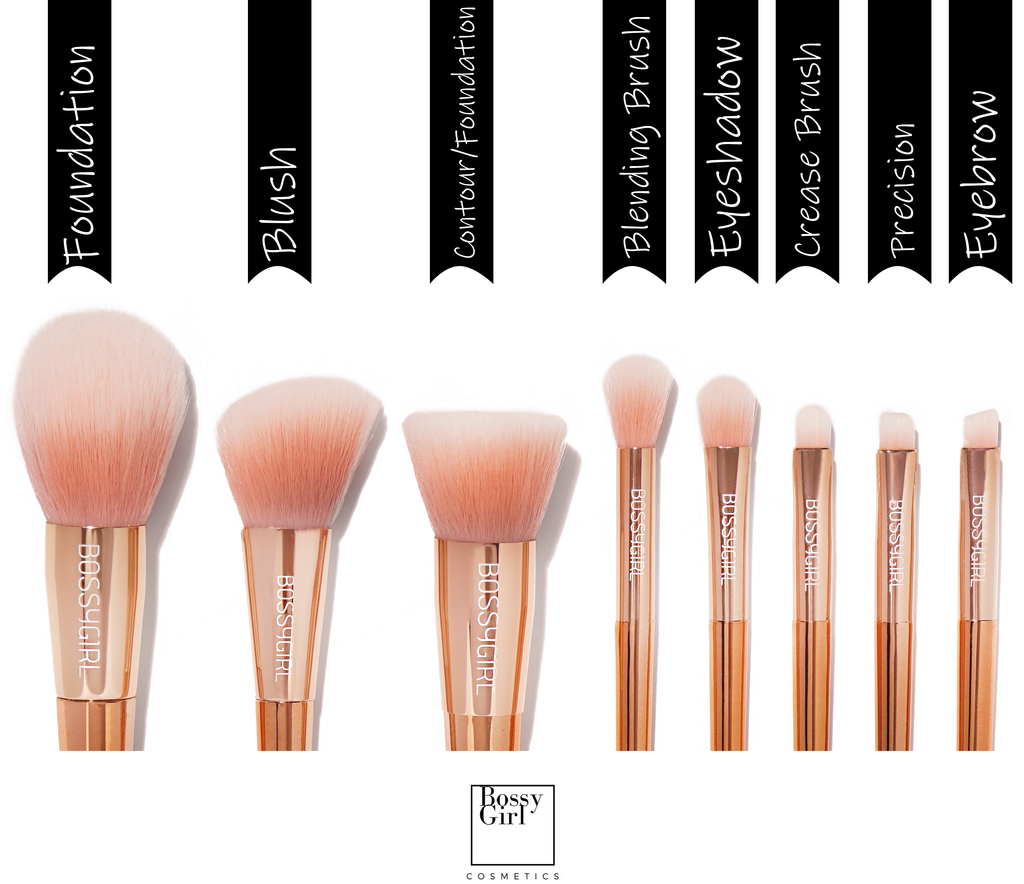 Foundation
Blush
Contour/Foundation
Blending Brush
Eyeshadow
Crease Brush
Precision
Eyebrow
BOSSYGIRL
BOSSYGIRL
BOSSYGIRL
BOSSYGIRL
BOSSYGIRL
BOSSYGIRL
BOSSYGIRL
BOSSYGIRL
Bossy
Girl
COSMETICS